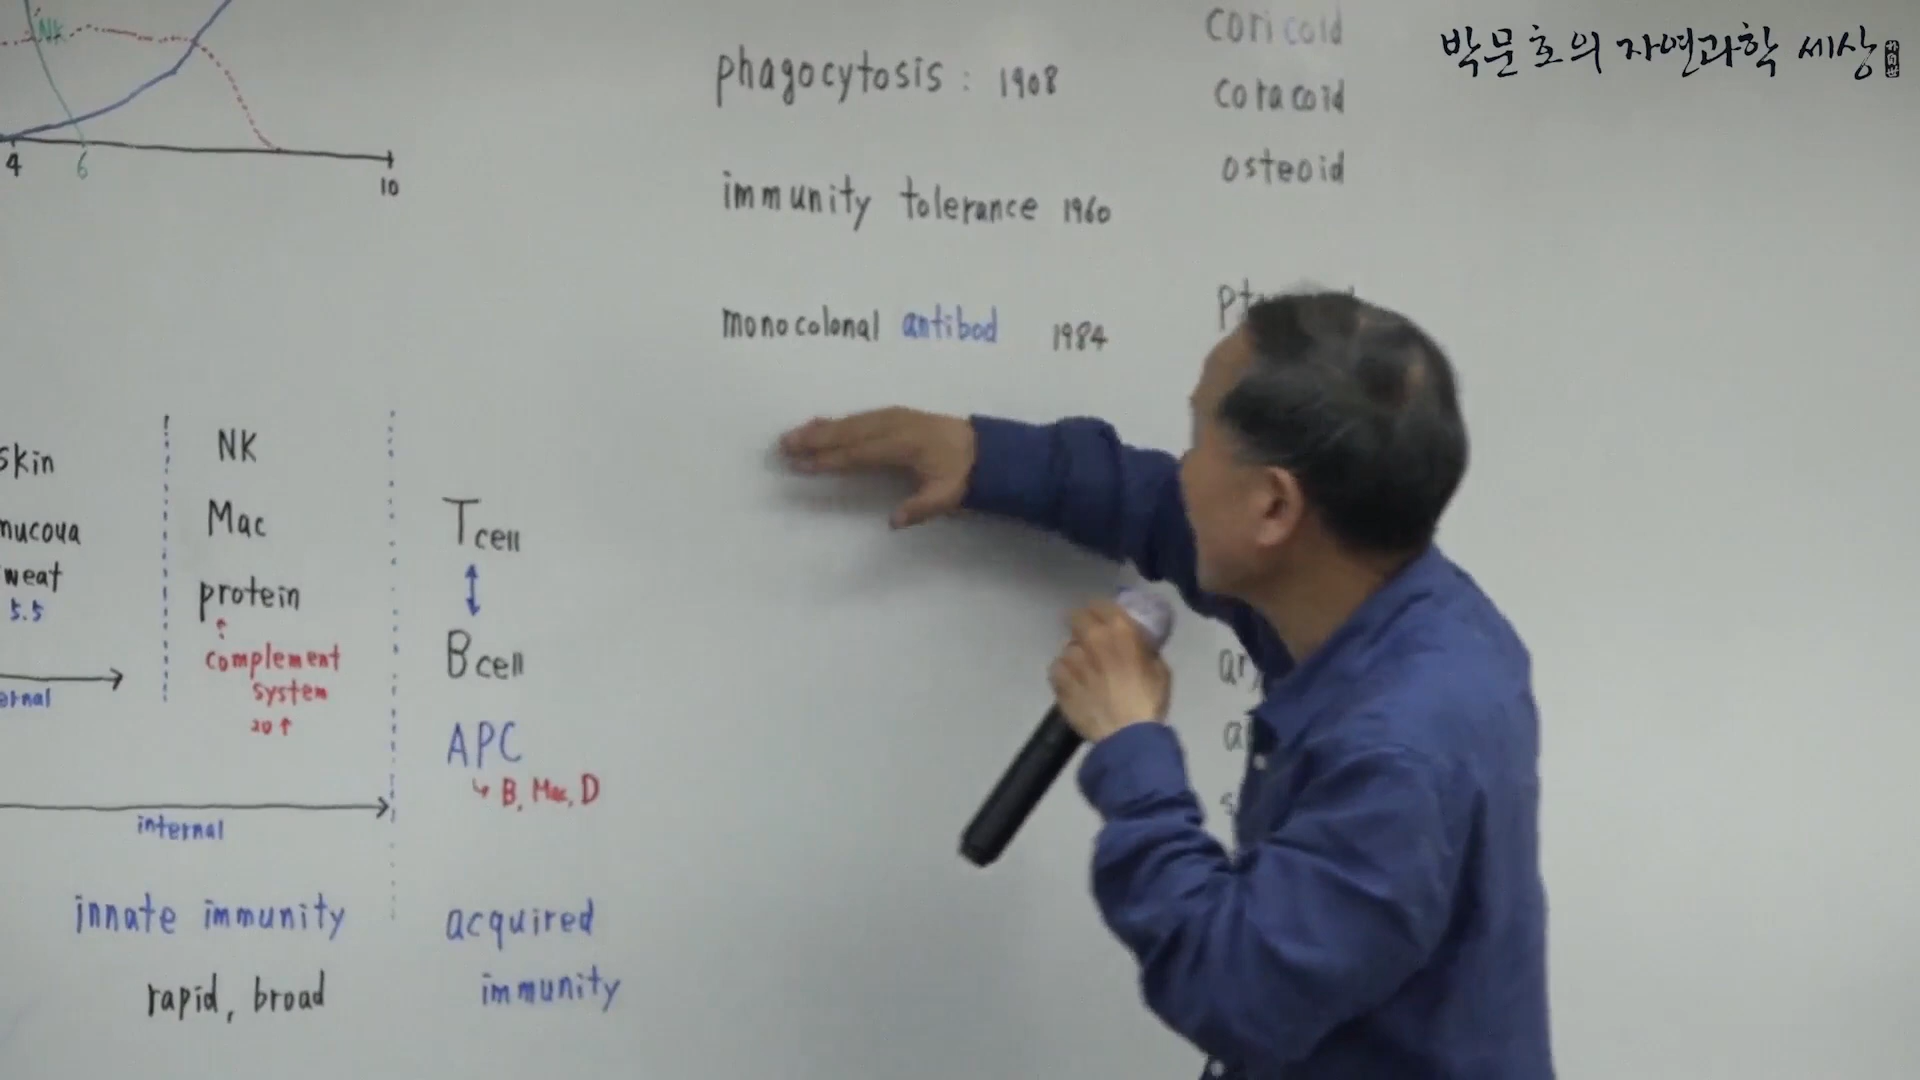 박문호의 자연과학 세상
NK
4
6
10
phagocytosis : 1908
immunity tolerance 1960
monocolonal antibod 1984
coricoid
coracoid
osteoid
skin
mucoua
weat
5.5
NK
Mac
protein
complement
system
20 ↑
internal
T cell
B cell
APC
↳ B, Mac, D
innate immunity
rapid, broad
acquired
immunity